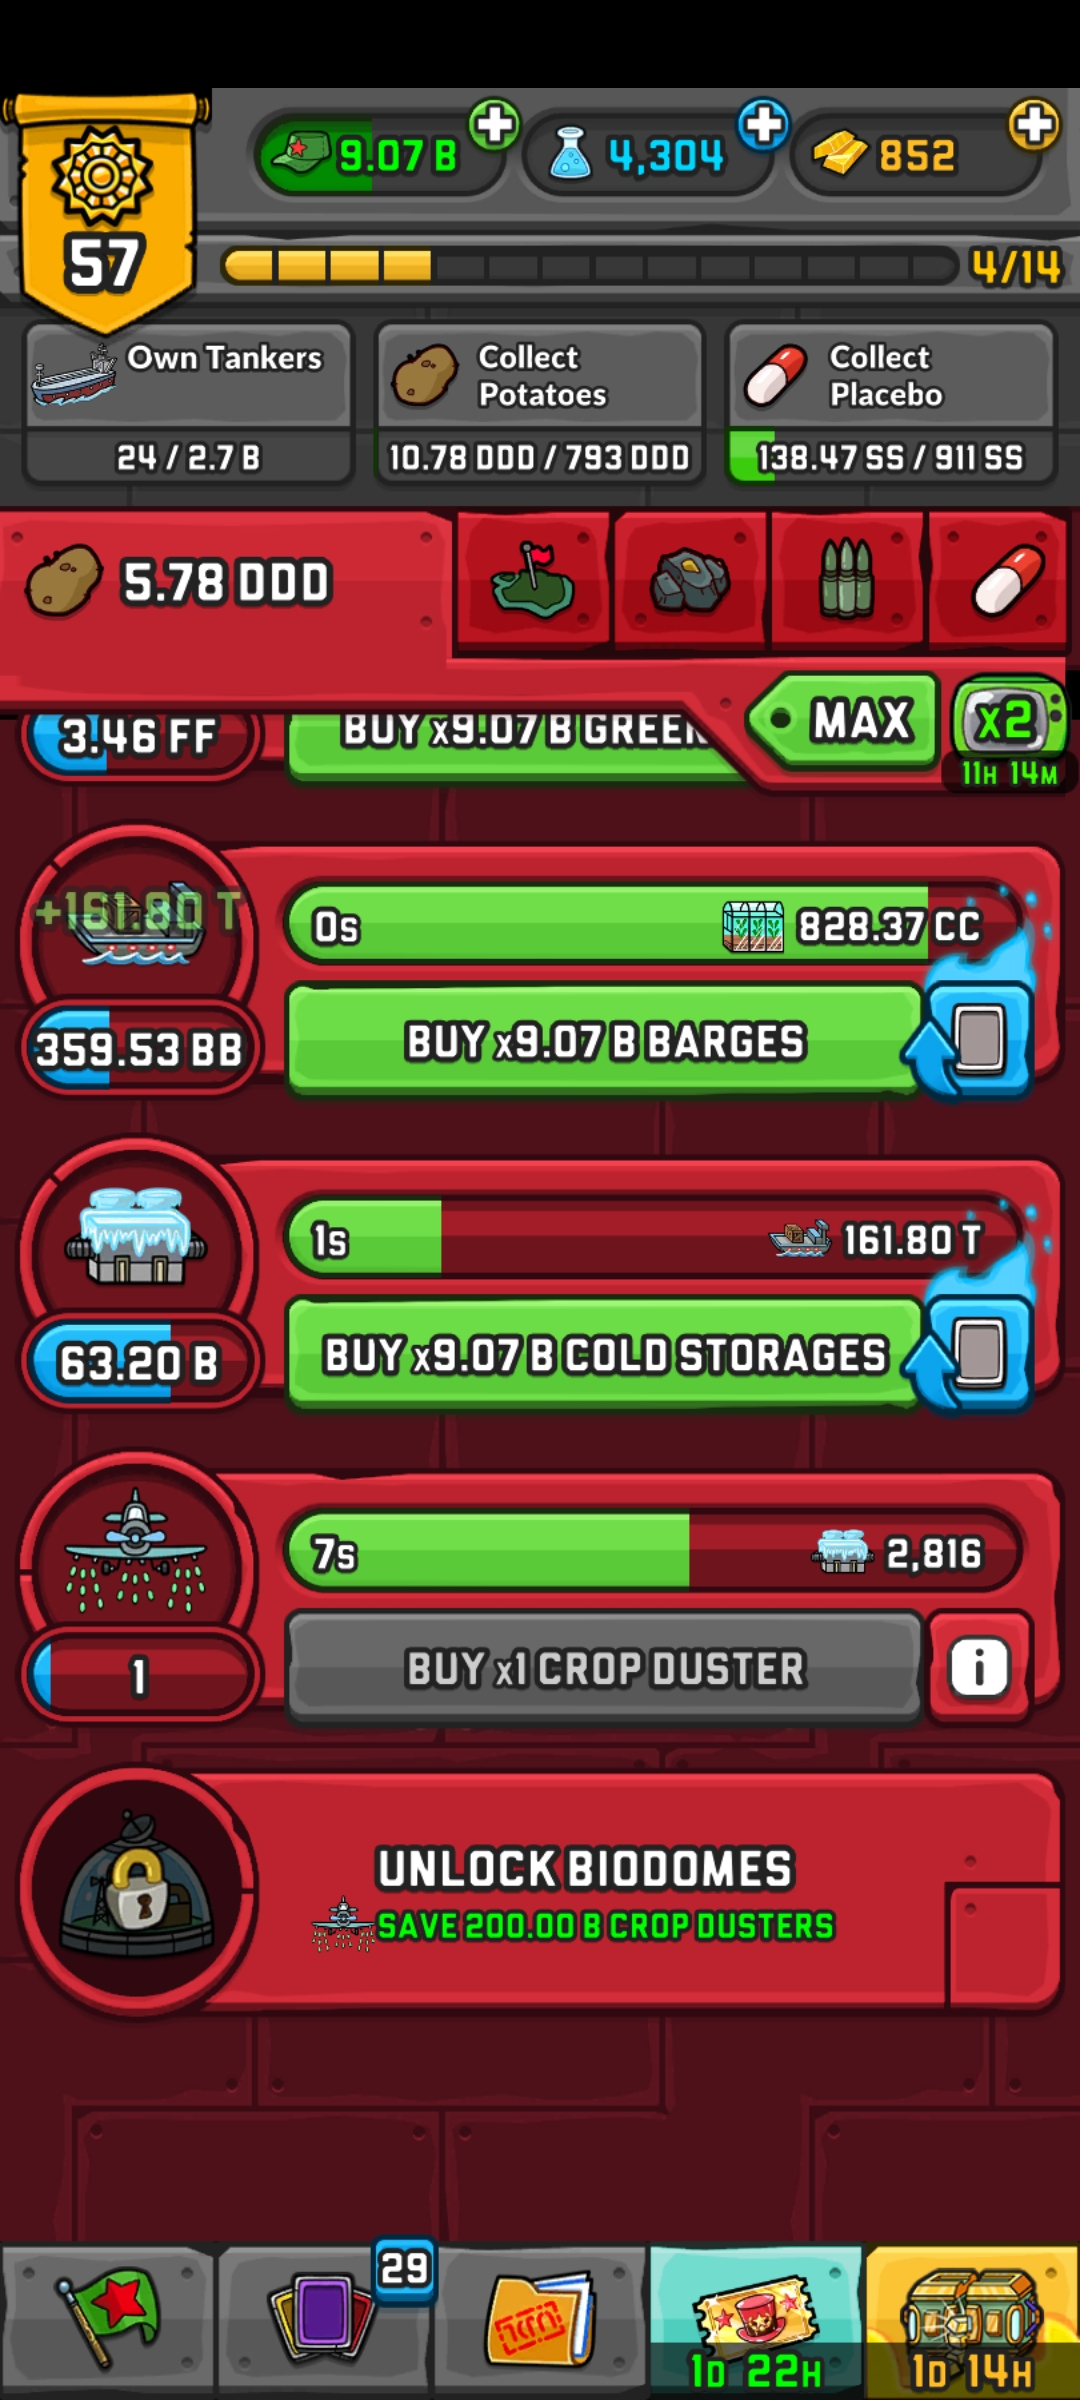 57
9.07 B
4,304
852
4/14
Own Tankers
24 / 2.7 B
Collect
Potatoes
10.78 DDD / 793 DDD
Collect
Placebo
138.47 SS / 911 SS
5.78 DDD
MAX
x2
11H 14M
3.46 FF
BUY x9.07 B GREEN
+161.80 T
0s
828.37 CC
359.53 BB
BUY x9.07 B BARGES
1s
161.80 T
63.20 B
BUY x9.07 B COLD STORAGES
7s
2,816
1
BUY x1 CROP DUSTER
i
UNLOCK BIODOMES
SAVE 200.00 B CROP DUSTERS
29
1D 22H
1D 14H